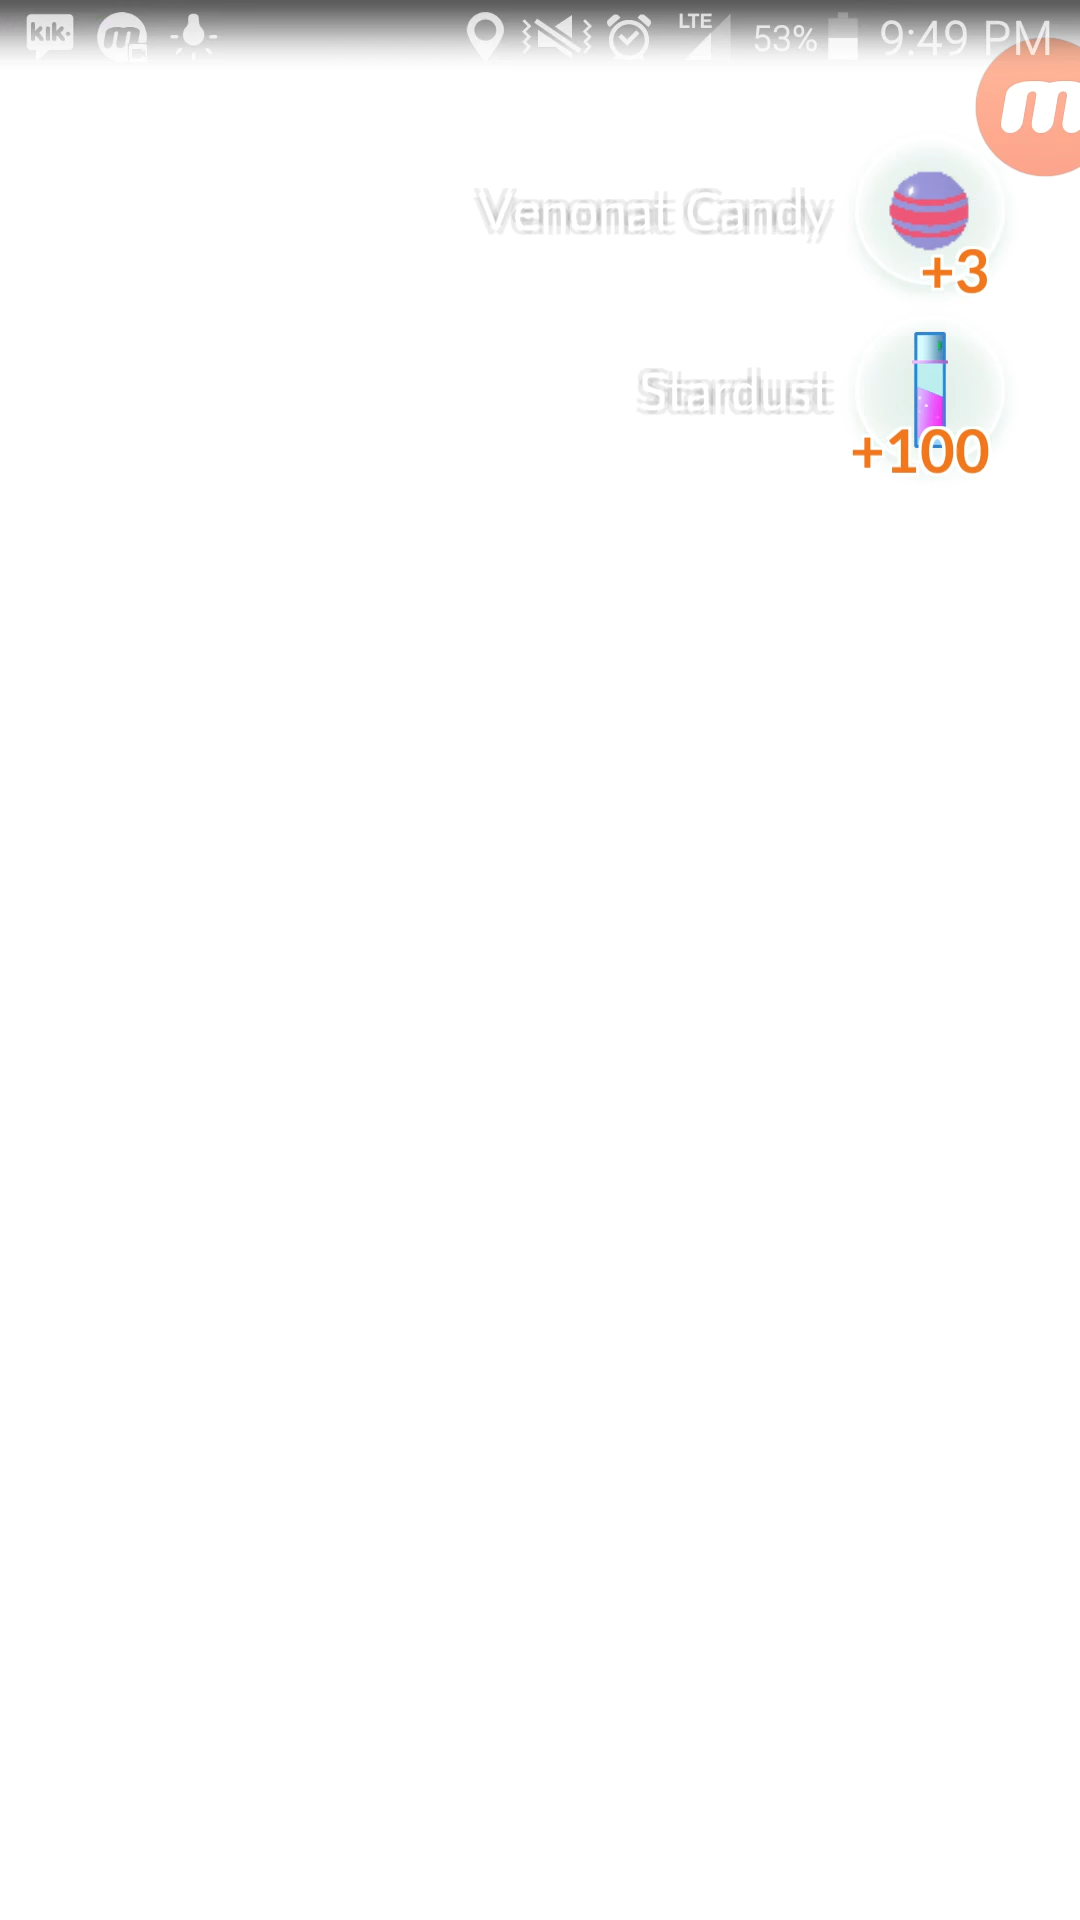 kik.
LTE
53%
9:49 PM
m
Venonat Candy
+3
Stardust
+100